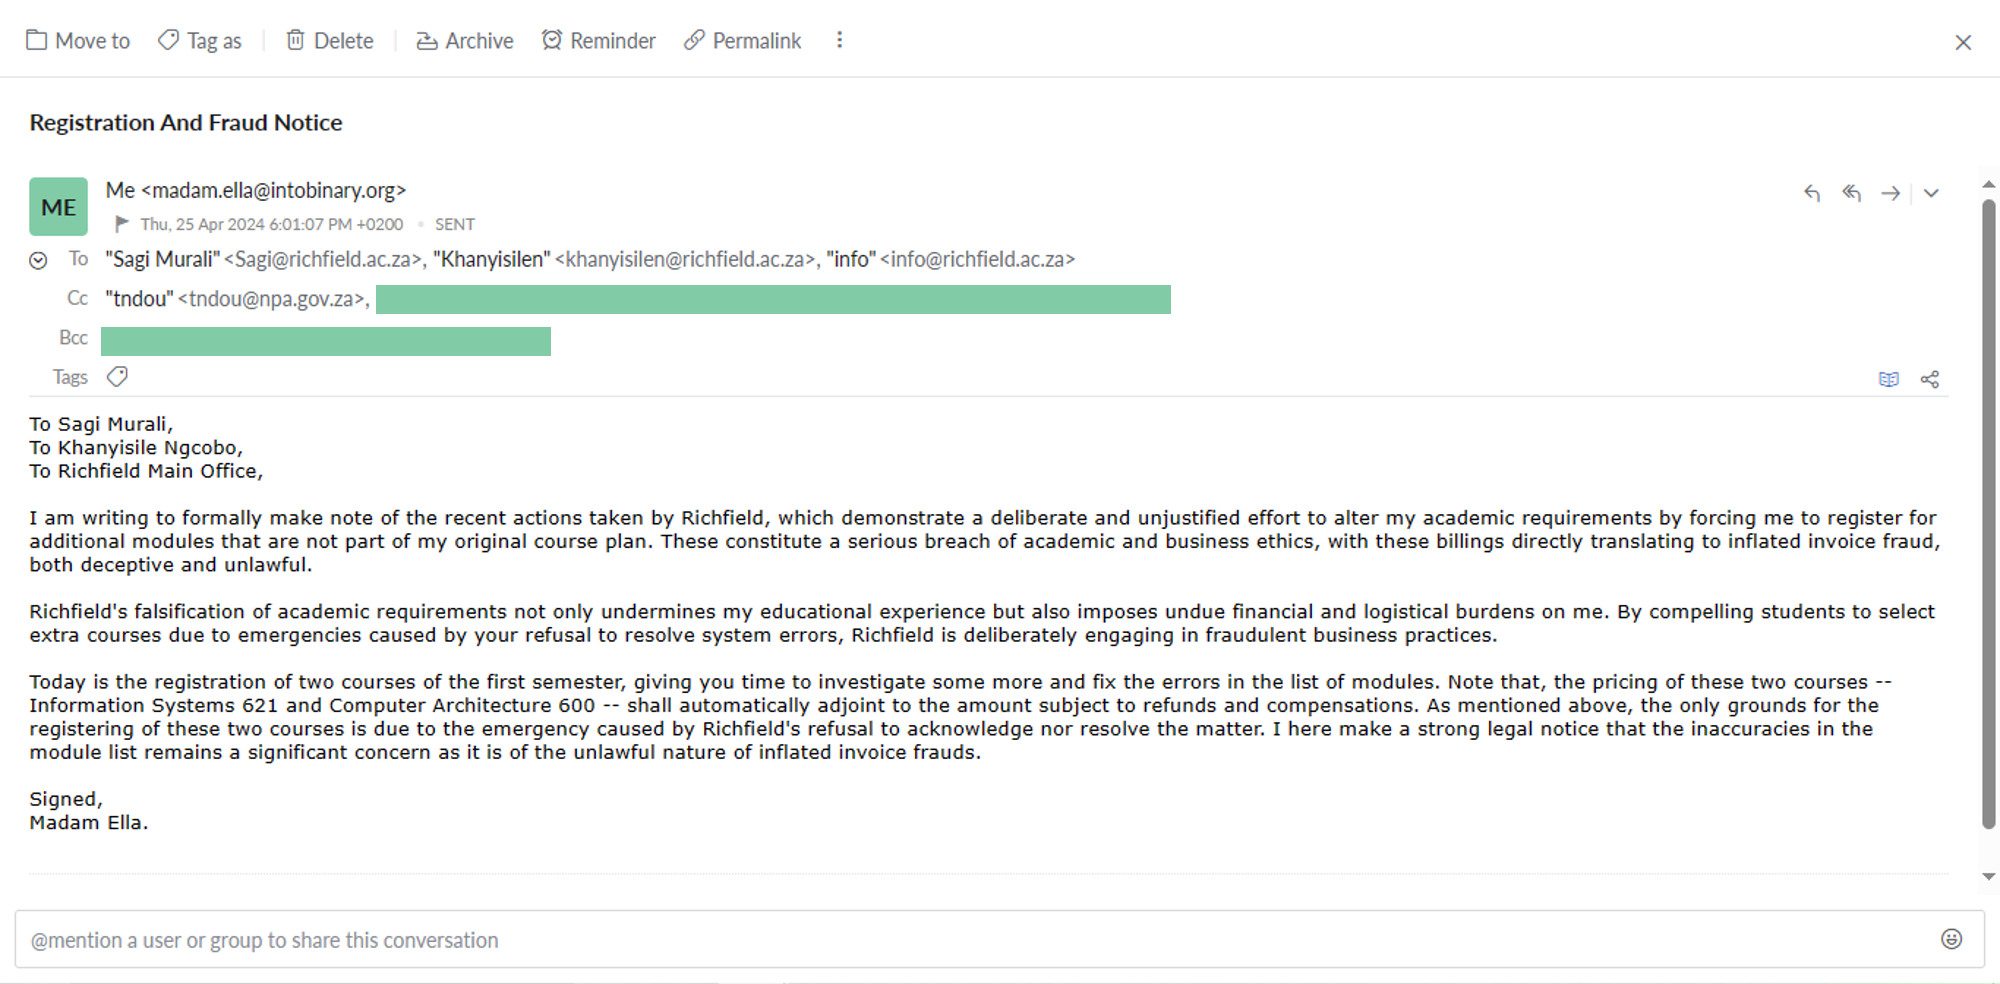 Move to Tag as Delete Archive Reminder Permalink
Registration And Fraud Notice
ME
Me <madam.ella@intobinary.org>
Thu, 25 Apr 2024 6:01:07 PM +0200 • SENT
To "Sagi Murali" <Sagi@richfield.ac.za>, "Khanyisilen" <khanyisilen@richfield.ac.za>, "info" <info@richfield.ac.za>
Cc "tndou" <tndou@npa.gov.za>,
Bcc
Tags
To Sagi Murali,
To Khanyisile Ngcobo,
To Richfield Main Office,
I am writing to formally make note of the recent actions taken by Richfield, which demonstrate a deliberate and unjustified effort to alter my academic requirements by forcing me to register for
additional modules that are not part of my original course plan. These constitute a serious breach of academic and business ethics, with these billings directly translating to inflated invoice fraud,
both deceptive and unlawful.
Richfield's falsification of academic requirements not only undermines my educational experience but also imposes undue financial and logistical burdens on me. By compelling students to select
extra courses due to emergencies caused by your refusal to resolve system errors, Richfield is deliberately engaging in fraudulent business practices.
Today is the registration of two courses of the first semester, giving you time to investigate some more and fix the errors in the list of modules. Note that, the pricing of these two courses --
Information Systems 621 and Computer Architecture 600 -- shall automatically adjoint to the amount subject to refunds and compensations. As mentioned above, the only grounds for the
registering of these two courses is due to the emergency caused by Richfield's refusal to acknowledge nor resolve the matter. I here make a strong legal notice that the inaccuracies in the
module list remains a significant concern as it is of the unlawful nature of inflated invoice frauds.
Signed,
Madam Ella.
@mention a user or group to share this conversation